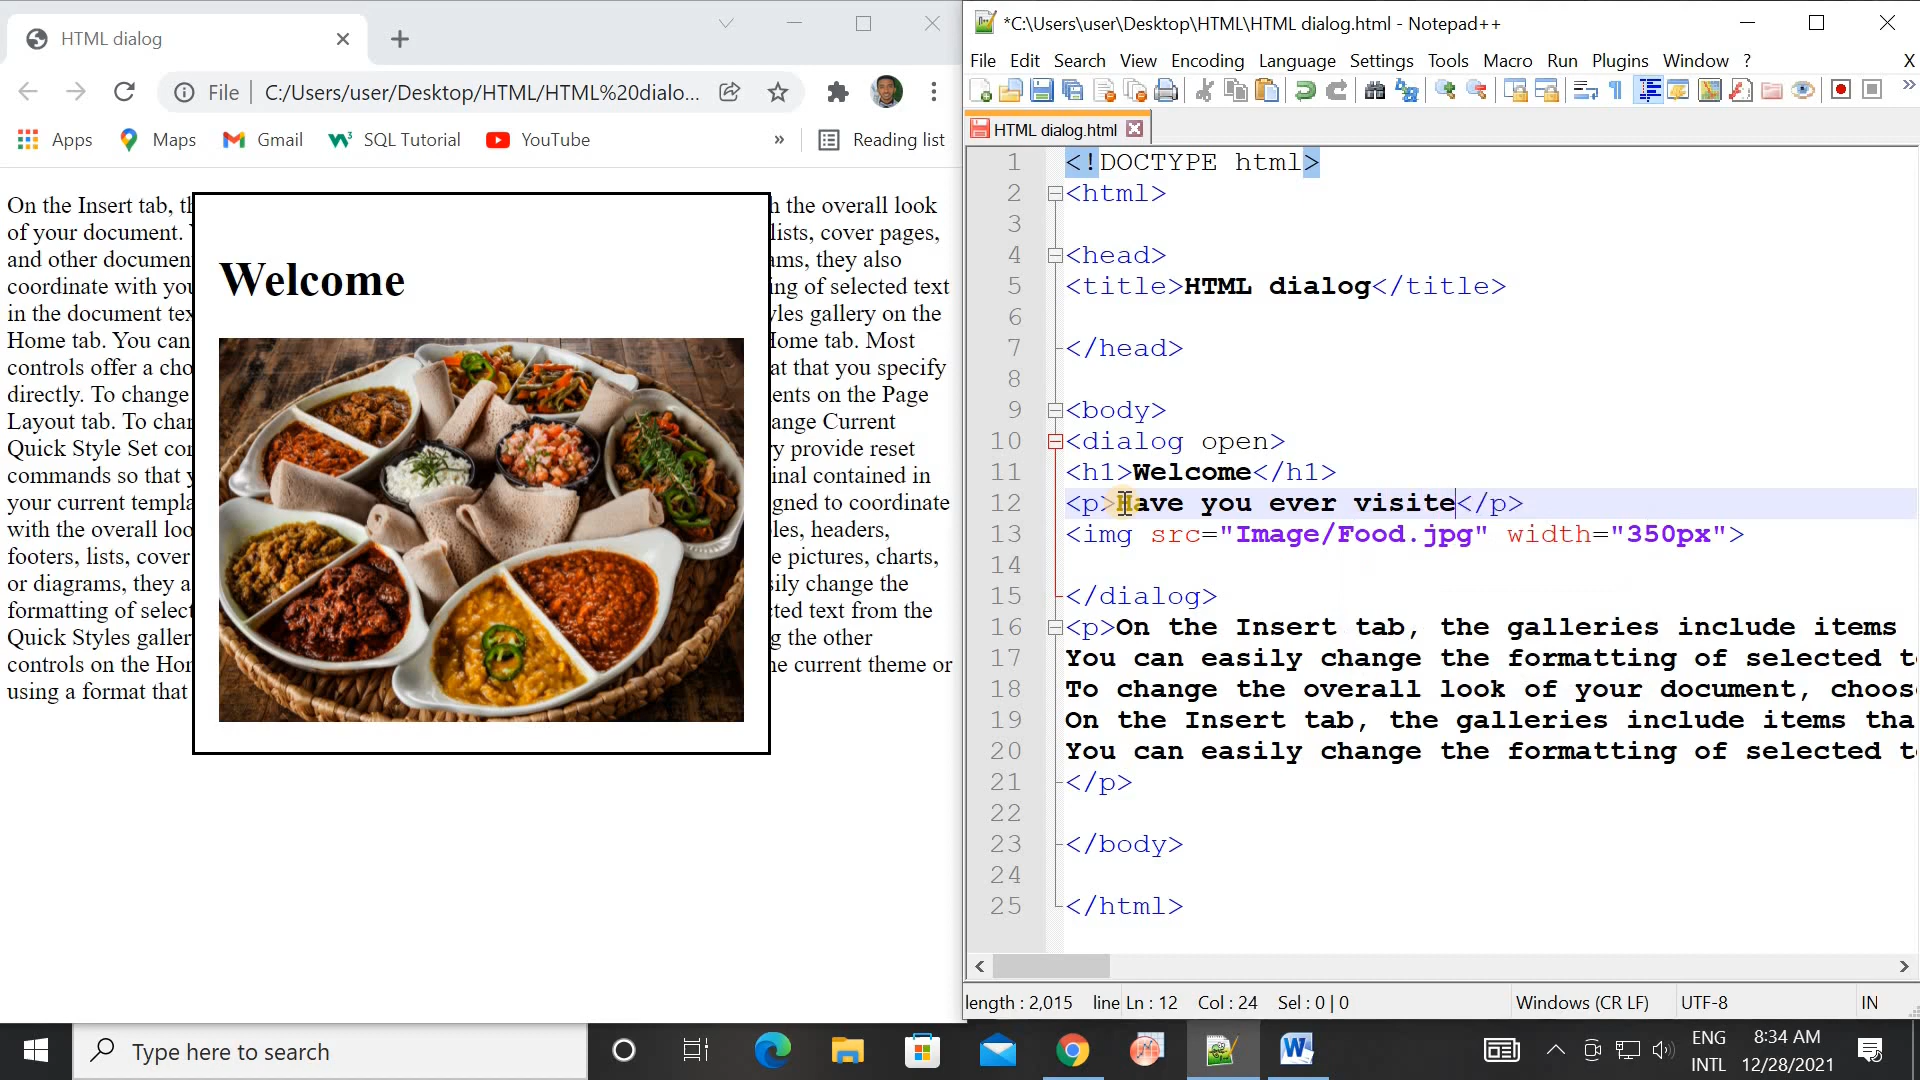 HTML dialog
File
C:/Users/user/Desktop/HTML/HTML%20dialo...
Apps
Maps
Gmail
SQL Tutorial
YouTube
»
Reading list
On the Insert tab, th
n the overall look
of your document.
lists, cover pages,
and other documen
ams, they also
coordinate with you
ing of selected text
in the document tex
yles gallery on the
Home tab. You can
Home tab. Most
controls offer a cho
at that you specify
directly. To change
ents on the Page
Layout tab. To char
ange Current
Quick Style Set cor
ry provide reset
commands so that y
inal contained in
your current templa
gned to coordinate
with the overall loo
les, headers,
footers, lists, cover
e pictures, charts,
or diagrams, they a
sily change the
formatting of select
cted text from the
Quick Styles galler
g the other
controls on the Hor
ne current theme or
using a format that
Welcome
*C:\Users\user\Desktop\HTML\HTML dialog.html - Notepad++
File Edit Search View Encoding Language Settings Tools Macro Run Plugins Window ? X
HTML dialog.html
1 <!DOCTYPE html>
2 <html>
3
4 <head>
5 <title>HTML dialog</title>
6
7 </head>
8
9 <body>
10 <dialog open>
11 <h1>Welcome</h1>
12 <p>Have you ever visite</p>
13 <img src="Image/Food.jpg" width="350px">
14
15 </dialog>
16 <p>On the Insert tab, the galleries include items
17 You can easily change the formatting of selected t
18 To change the overall look of your document, choos
19 On the Insert tab, the galleries include items tha
20 You can easily change the formatting of selected t
21 </p>
22
23 </body>
24
25 </html>
length : 2,015 line Ln : 12 Col : 24 Sel : 0 | 0 Windows (CR LF) UTF-8 IN
Type here to search
ENG
INTL
8:34 AM
12/28/2021